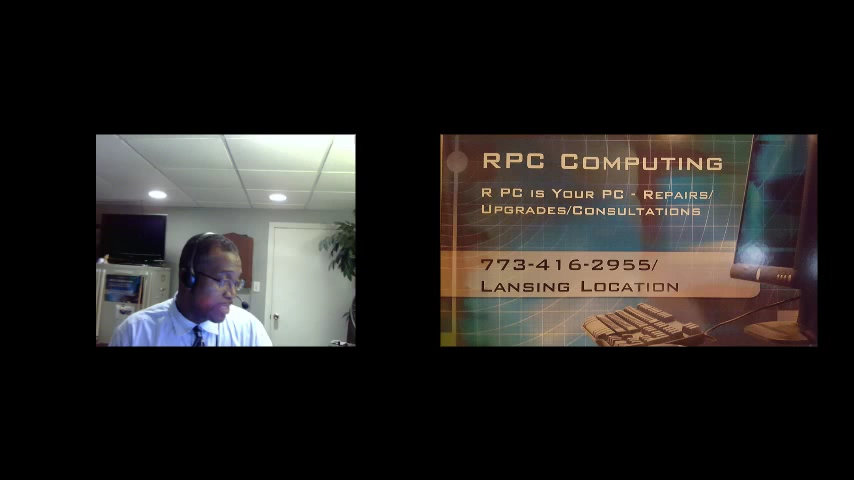 RPC Computing
R PC is Your PC - Repairs/
Upgrades/Consultations
773-416-2955/
Lansing Location